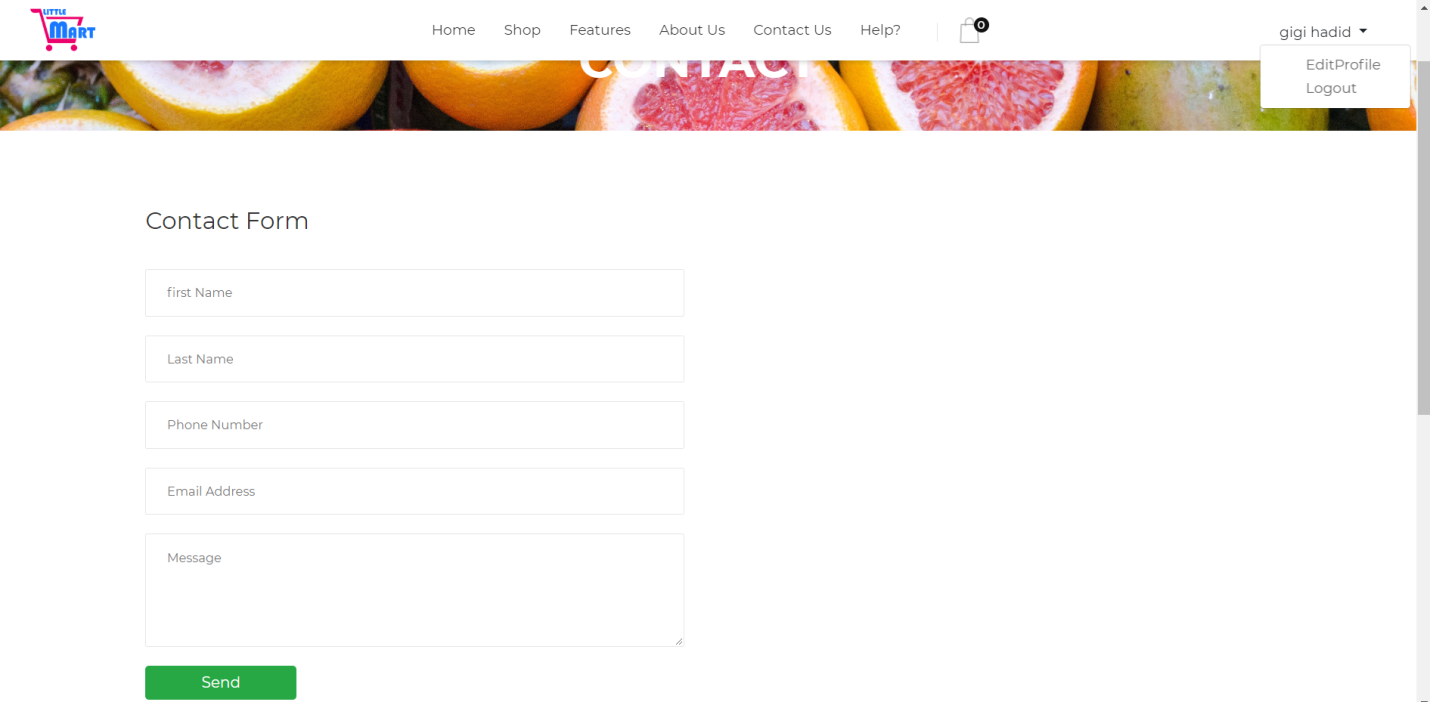 LITTLE
MART
Home Shop Features About Us Contact Us Help? 0 gigi hadid
EditProfile
Logout
CONTACT
Contact Form
first Name
Last Name
Phone Number
Email Address
Message
Send